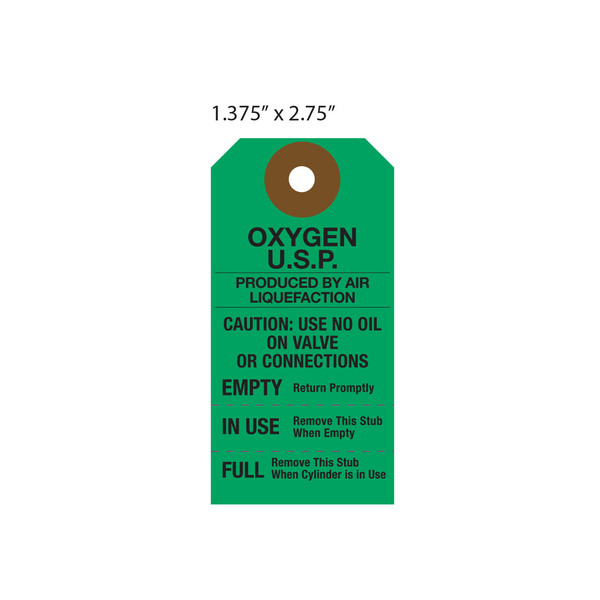 1.375” x 2.75”
OXYGEN
U.S.P.
PRODUCED BY AIR
LIQUEFACTION
CAUTION: USE NO OIL
ON VALVE
OR CONNECTIONS
EMPTY Return Promptly
IN USE Remove This Stub
When Empty
FULL Remove This Stub
When Cylinder is in Use